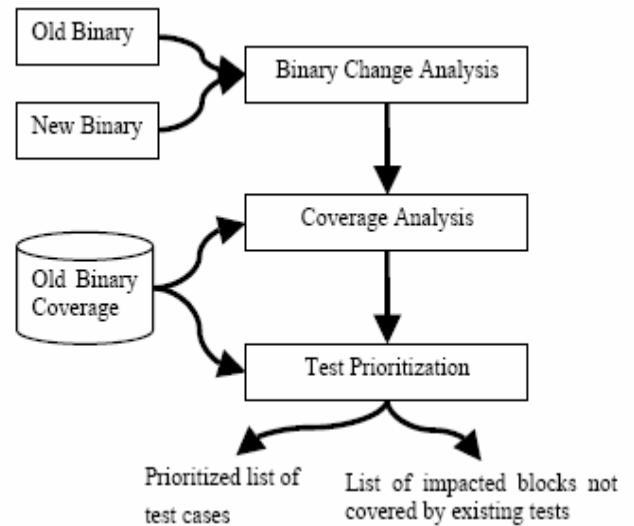 Old Binary
Binary Change Analysis
New Binary
Coverage Analysis
Old Binary
Coverage
Test Prioritization
Prioritized list of
test cases
List of impacted blocks not
covered by existing tests